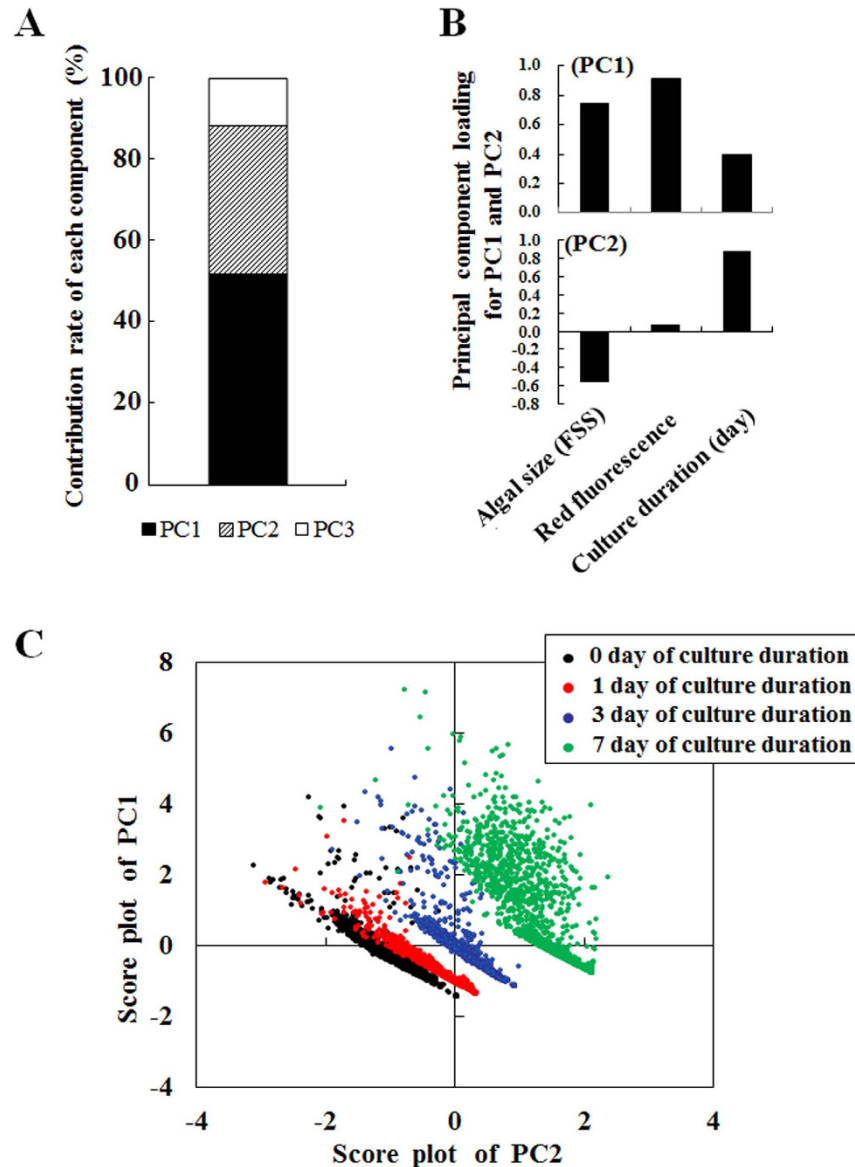 A
Contribution rate of each component (%)
100
80
60
40
20
0
PC1 PC2 PC3
B
Principal component loading
for PC1 and PC2
(PC1)
1.0
0.8
0.6
0.4
0.2
0.0
(PC2)
1.0
0.8
0.6
0.4
0.2
0.0
-0.2
-0.4
-0.6
-0.8
Algal size (FSS)
Red fluorescence
Culture duration (day)
C
0 day of culture duration
1 day of culture duration
3 day of culture duration
7 day of culture duration
Score plot of PC1
8
6
4
2
0
-2
-4
-4 -2 0 2 4
Score plot of PC2